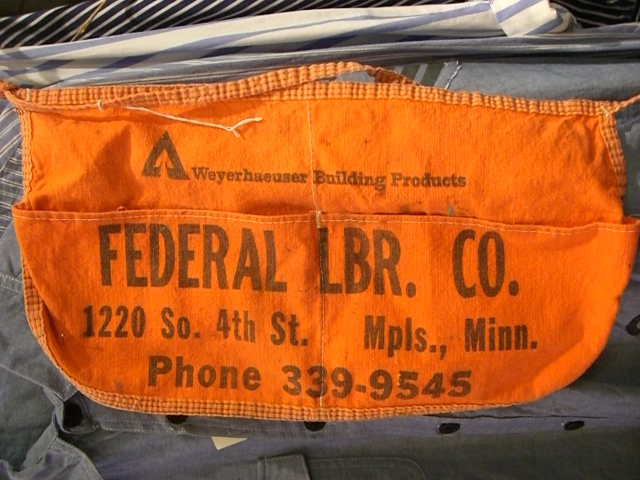 Weyerhaeuser Building Products
FEDERAL LBR. CO.
1220 So. 4th St. Mpls., Minn.
Phone 339-9545